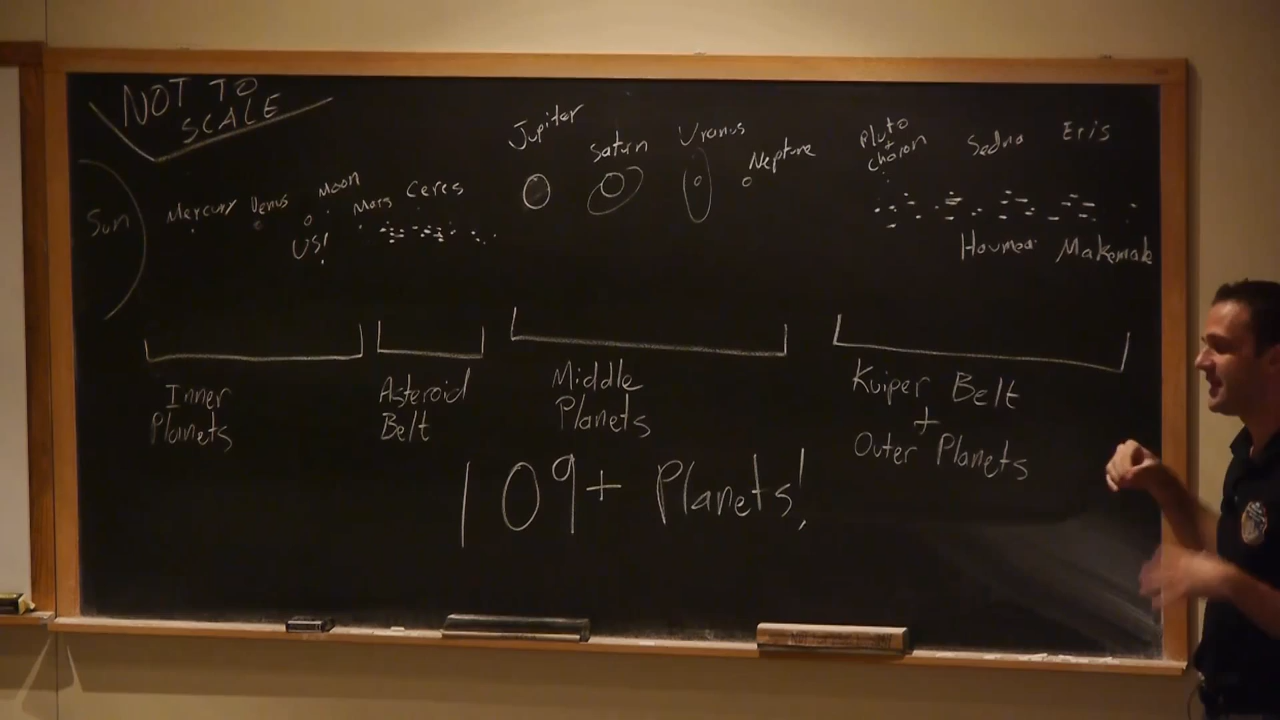 NOT TO
SCALE
Sun
Mercury
Venus
Moon
US!
Mars
Ceres
Jupiter
Saturn
Uranus
Neptune
Pluto
+
Charon
Sedna
Eris
Haumea
Makemake
Inner
Planets
Asteroid
Belt
Middle
Planets
Kuiper Belt
+
Outer Planets
109+ Planets!